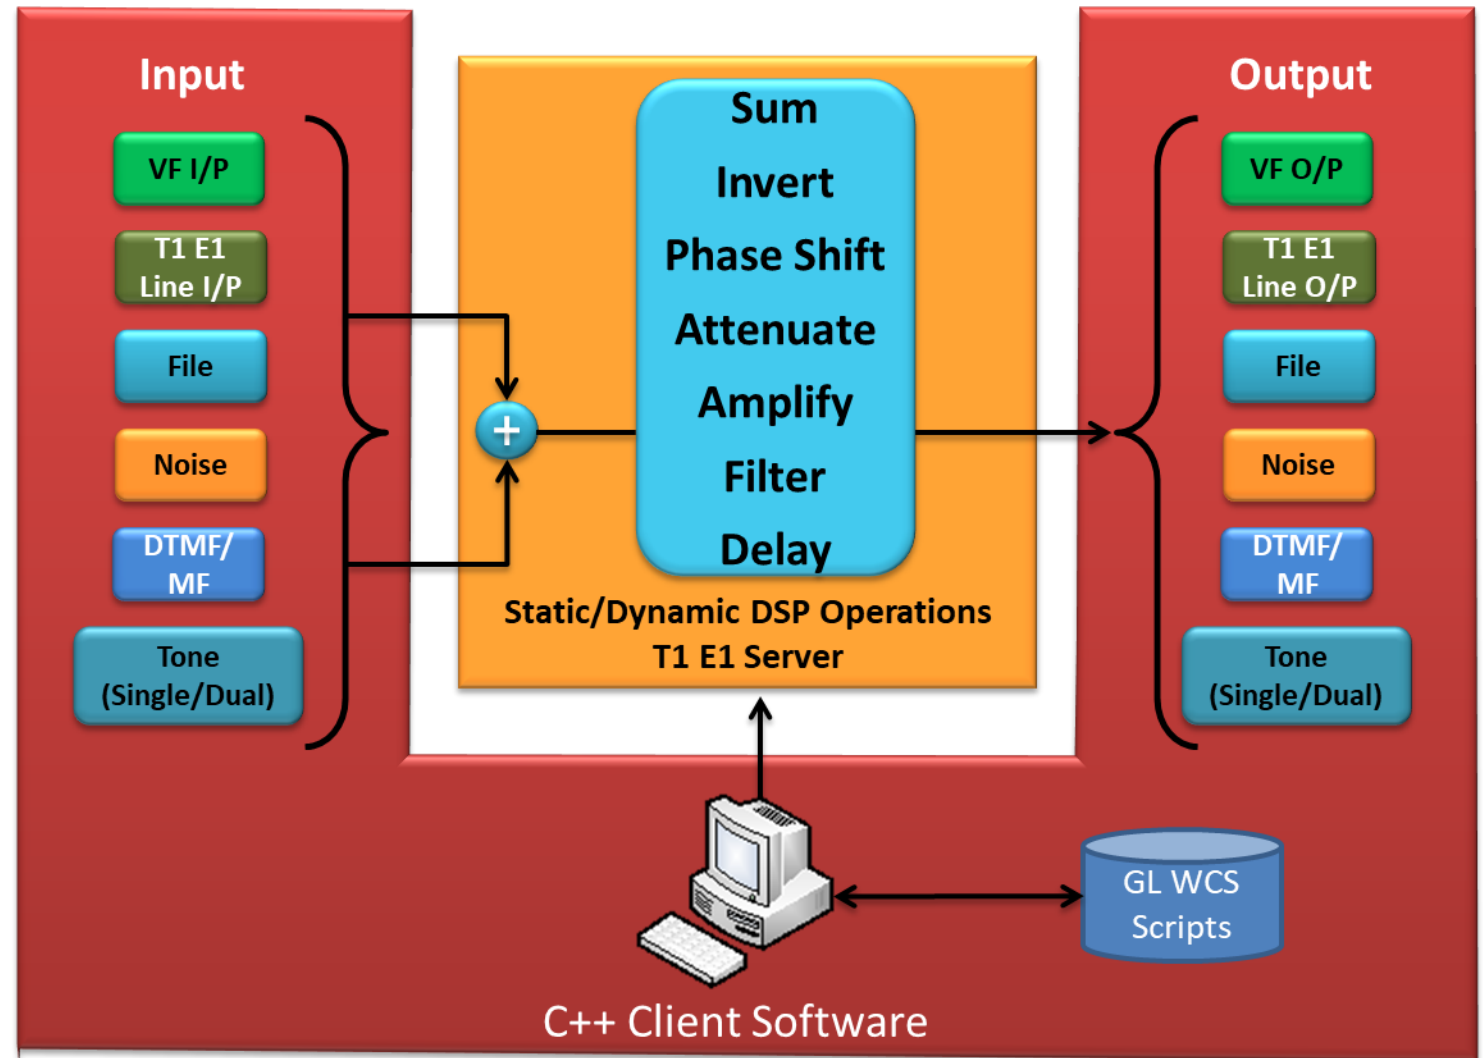 Input
VF I/P
T1 E1
Line I/P
File
Noise
DTMF/
MF
Tone
(Single/Dual)
+
Sum
Invert
Phase Shift
Attenuate
Amplify
Filter
Delay
Static/Dynamic DSP Operations
T1 E1 Server
Output
VF O/P
T1 E1
Line O/P
File
Noise
DTMF/
MF
Tone
(Single/Dual)
GL WCS
Scripts
C++ Client Software